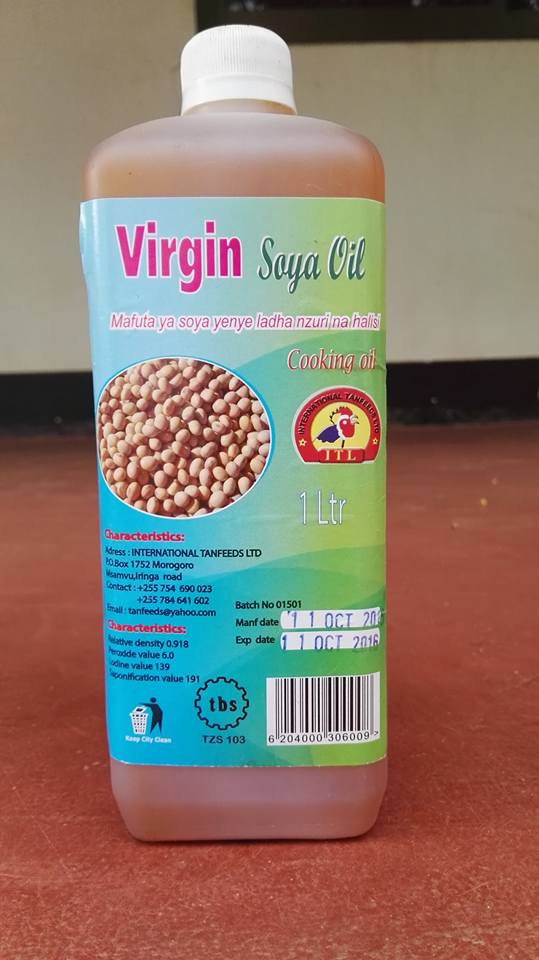 Virgin Soya Oil
Mafuta ya soya yenye ladha nzuri na halisi
Cooking oil
INTERNATIONAL TANFEEDS LTD
ITL
1 Ltr
Characteristics:
Adress : INTERNATIONAL TANFEEDS LTD
P.O.Box 1752 Morogoro
Msamvu,Iringa road
Contact : +255 754 690 023
+255 784 641 602
Email : tanfeeds@yahoo.com
Characteristics:
Relative density 0.918
Peroxide value 6.0
Iodine value 139
Saponification value 191
Batch No 01501
Manf date 11 OCT
Exp date 11 OCT 2016
Keep City Clean
tbs
TZS 103
6 204000 306009 >